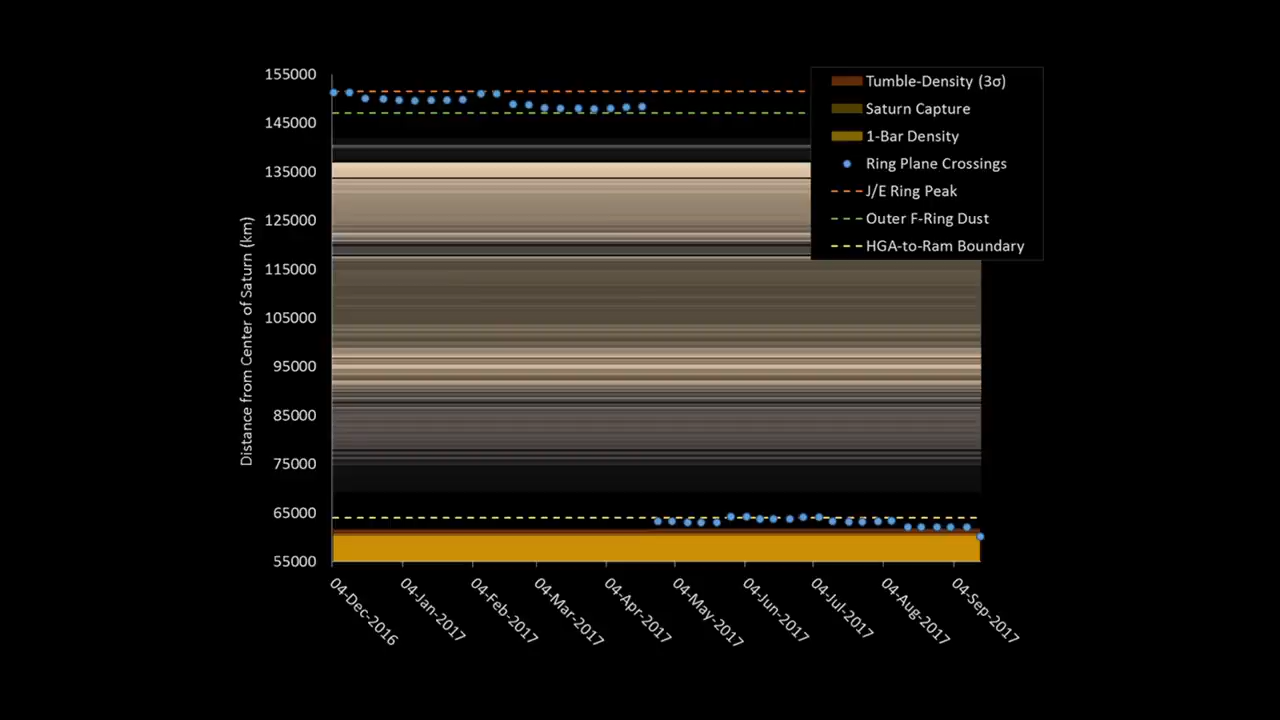 155000
145000
135000
125000
115000
105000
95000
85000
75000
65000
55000
Distance from Center of Saturn (km)
04-Dec-2016
04-Jan-2017
04-Feb-2017
04-Mar-2017
04-Apr-2017
04-May-2017
04-Jun-2017
04-Jul-2017
04-Aug-2017
04-Sep-2017
Tumble-Density (3σ)
Saturn Capture
1-Bar Density
Ring Plane Crossings
J/E Ring Peak
Outer F-Ring Dust
HGA-to-Ram Boundary